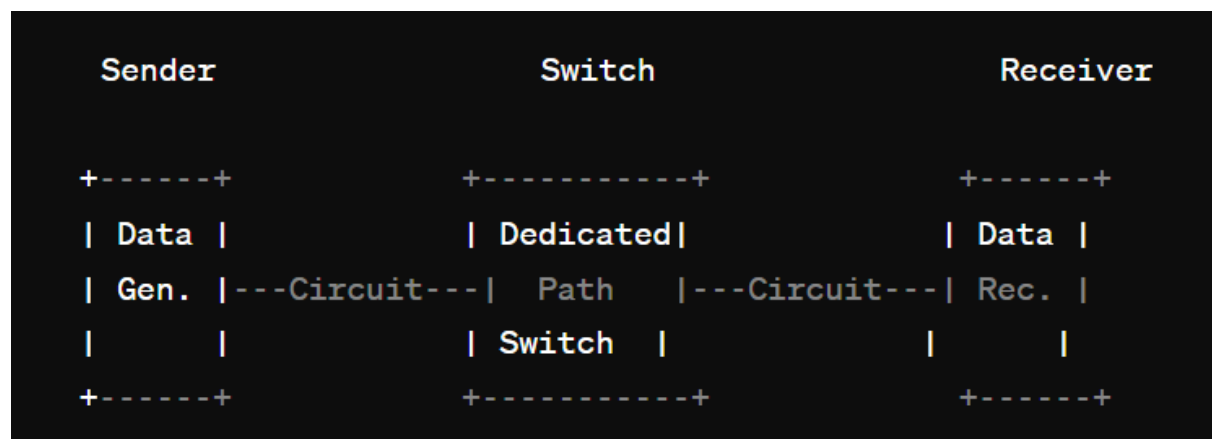 Sender                      Switch                      Receiver
+------+            +-----------+             +------+
| Data |            | Dedicated|             | Data |
| Gen. |---Circuit---|  Path   |---Circuit---| Rec. |
|      |            | Switch  |             |      |
+------+            +-----------+             +------+